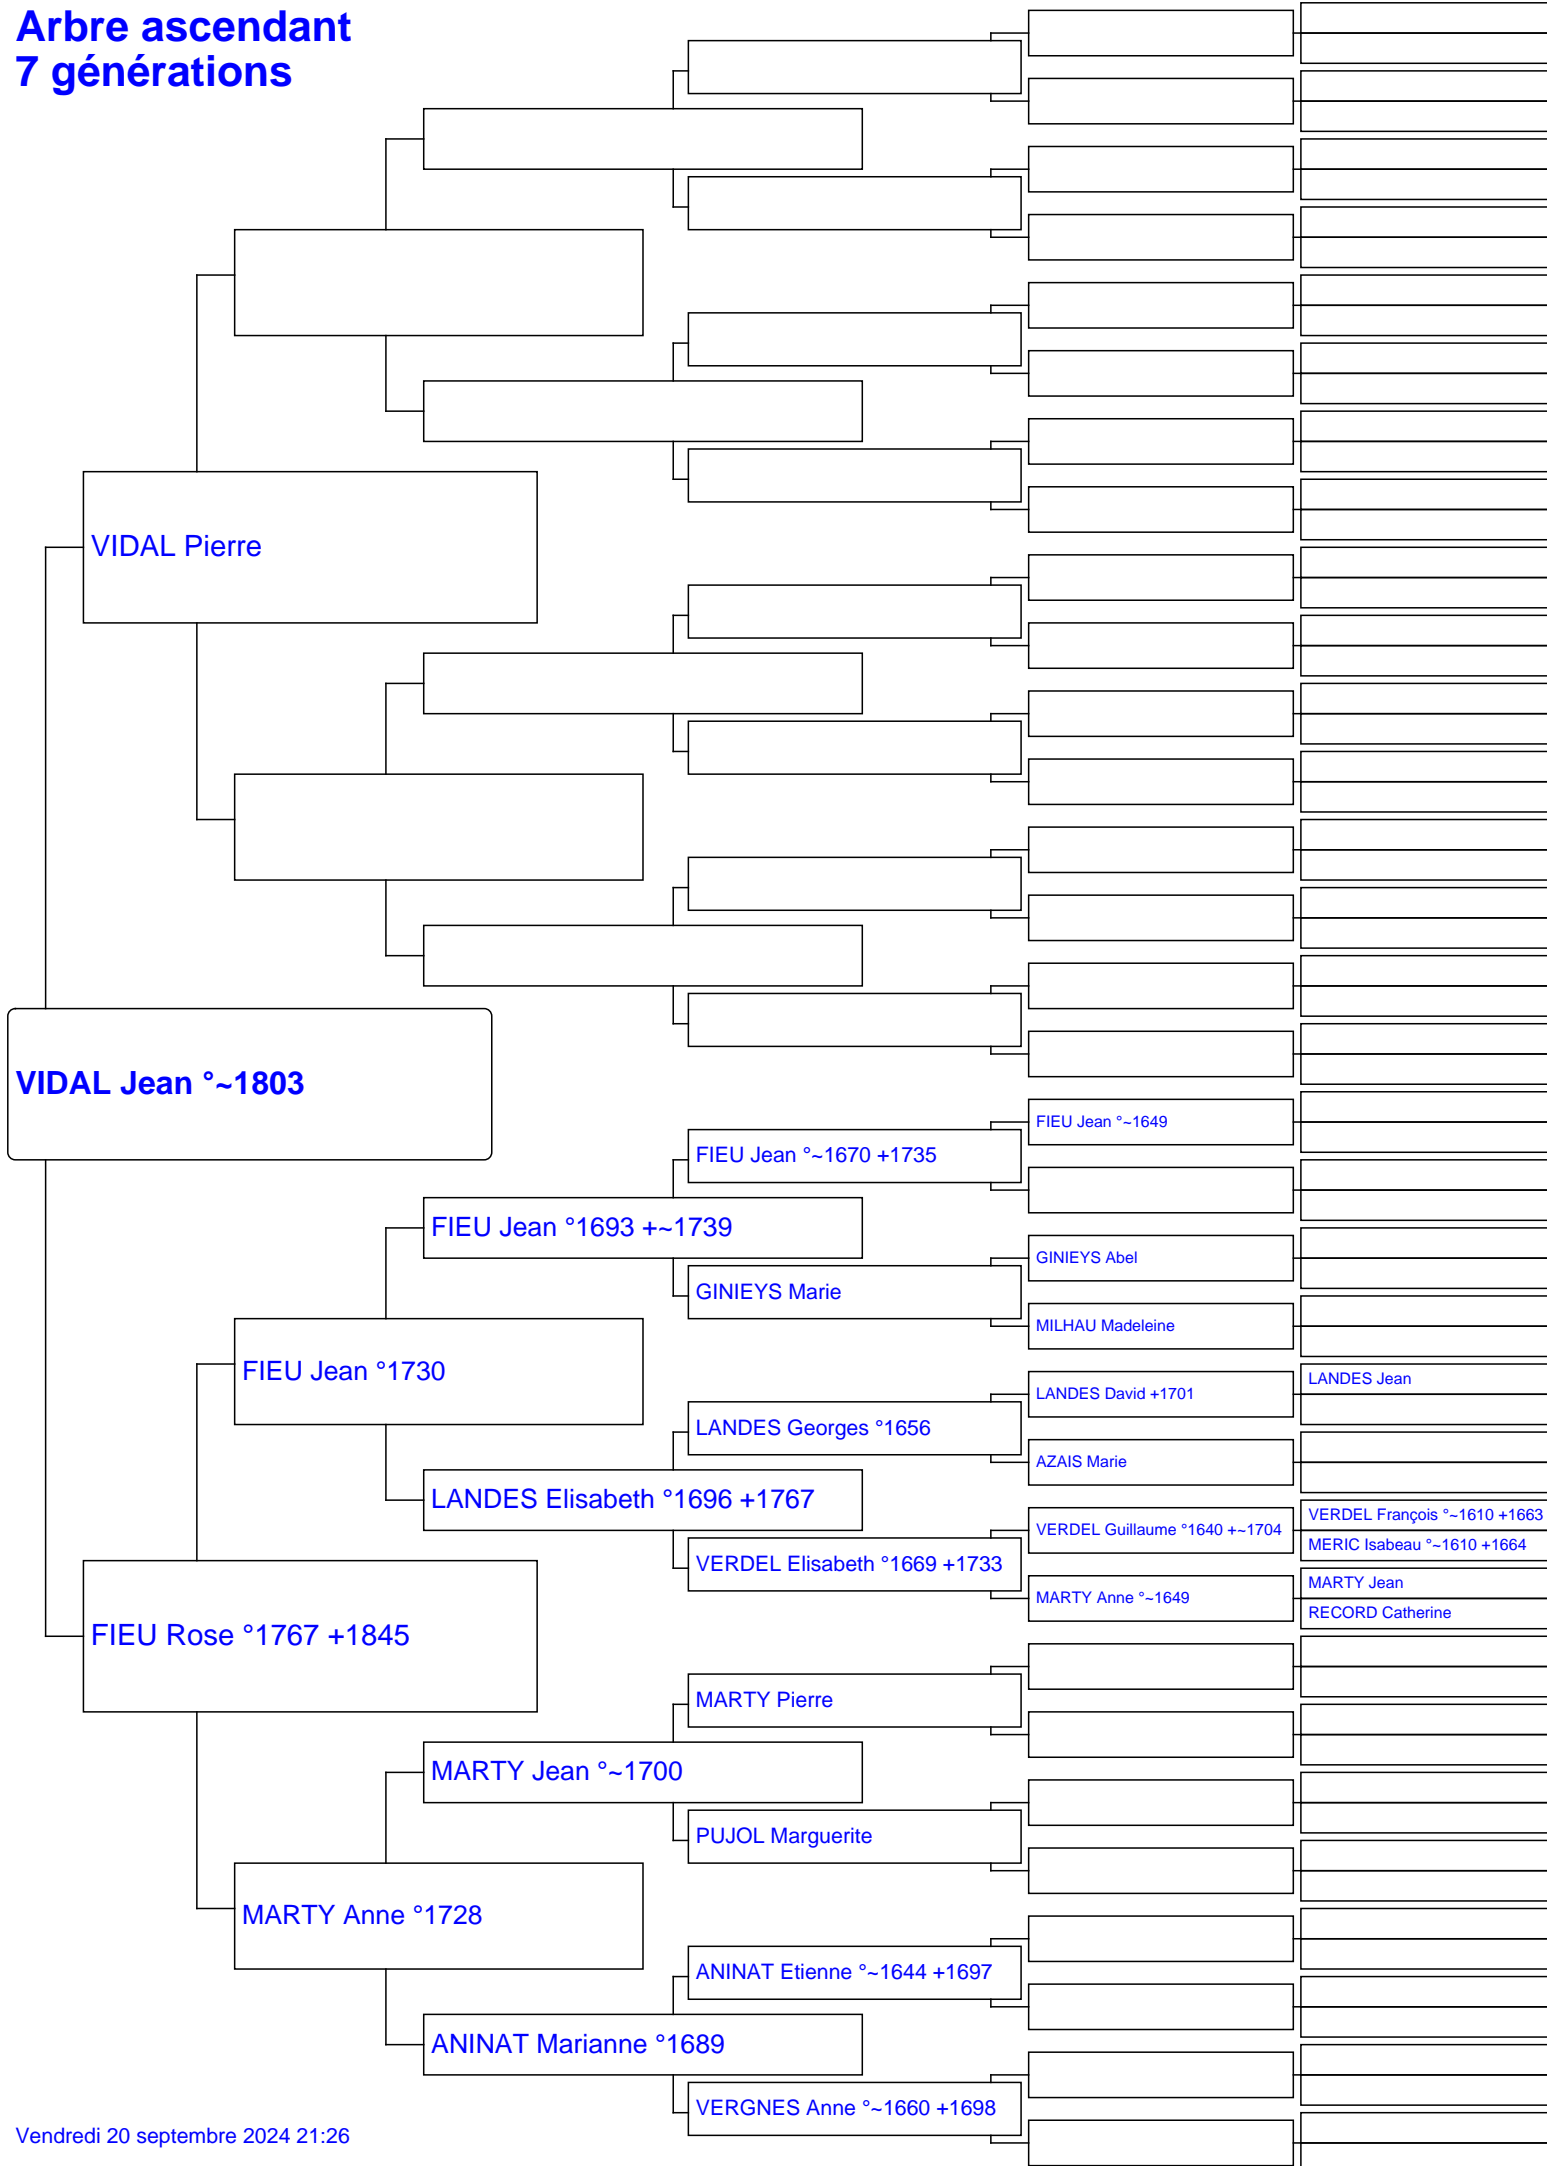 Arbre ascendant
7 générations
VIDAL Pierre
VIDAL Jean °~1803
FIEU Jean °~1649
FIEU Jean °~1670 +1735
FIEU Jean °1693 +~1739
GINIEYS Abel
GINIEYS Marie
MILHAU Madeleine
FIEU Jean °1730
LANDES Jean
LANDES David +1701
LANDES Georges °1656
AZAIS Marie
LANDES Elisabeth °1696 +1767
VERDEL François °~1610 +1663
VERDEL Guillaume °1640 +~1704
MERIC Isabeau °~1610 +1664
VERDEL Elisabeth °1669 +1733
MARTY Jean
MARTY Anne °~1649
RECORD Catherine
FIEU Rose °1767 +1845
MARTY Pierre
MARTY Jean °~1700
PUJOL Marguerite
MARTY Anne °1728
ANINAT Etienne °~1644 +1697
ANINAT Marianne °1689
VERGNES Anne °~1660 +1698
Vendredi 20 septembre 2024 21:26